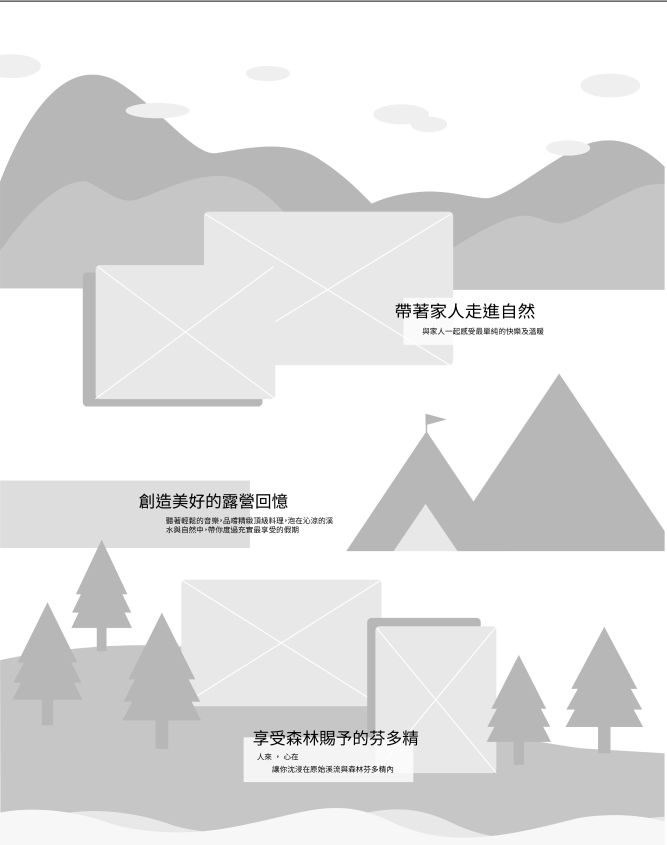 帶著家人走進自然
與家人一起感受最單純的快樂及溫暖
創造美好的露營回憶
聽著輕鬆的音樂，品嚐精緻頂級料理，泡在沁涼的溪
水與自然中，帶你度過充實最享受的假期
享受森林賜予的芬多精
人來 ， 心在
讓你沈浸在原始溪流與森林芬多精內